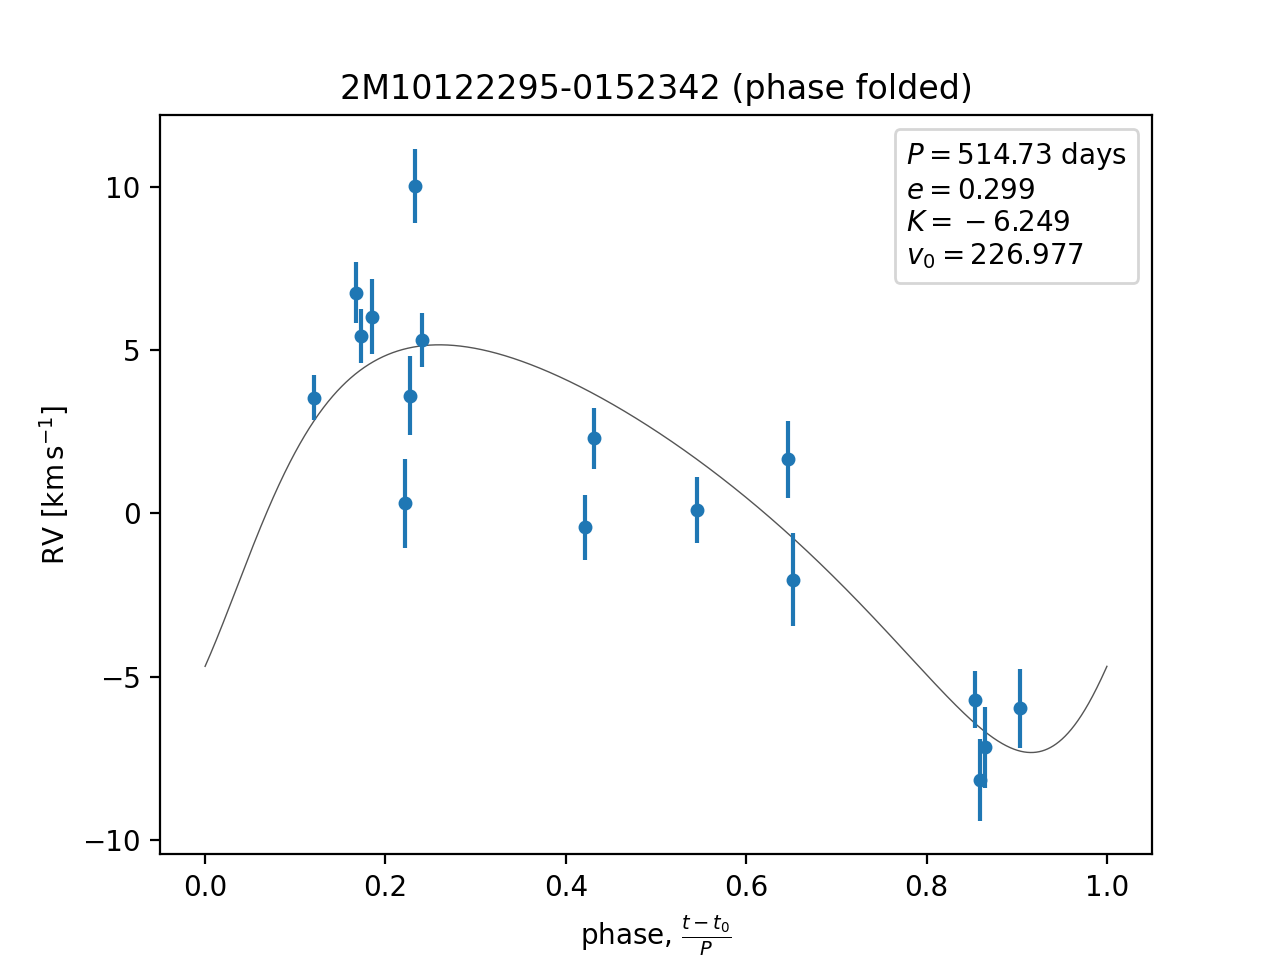 2M10122295-0152342 (phase folded)
P = 514.73 days
e = 0.299
K = −6.249
v₀ = 226.977
10
5
0
−5
−10
RV [km s⁻¹]
0.0 0.2 0.4 0.6 0.8 1.0
phase, (t − t₀)/P